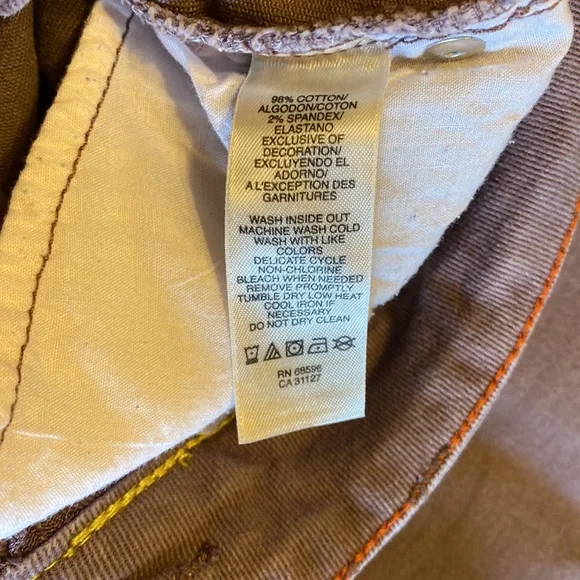 98% COTTON/
ALGODON/COTON
2% SPANDEX/
ELASTANO
EXCLUSIVE OF
DECORATION/
EXCLUYENDO EL
ADORNO/
A L'EXCEPTION DES
GARNITURES
WASH INSIDE OUT
MACHINE WASH COLD
WASH WITH LIKE
COLORS
DELICATE CYCLE
NON-CHLORINE
BLEACH WHEN NEEDED
REMOVE PROMPTLY
TUMBLE DRY LOW HEAT
COOL IRON IF
NECESSARY
DO NOT DRY CLEAN
RN 68596
CA 31127